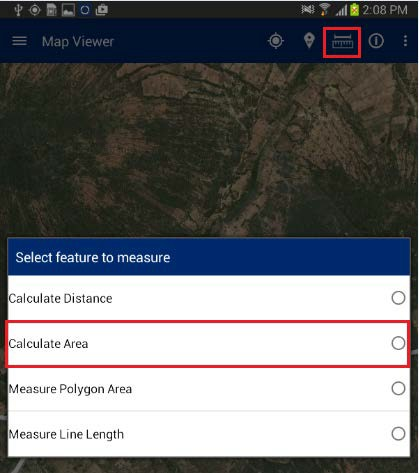 2:08 PM
Map Viewer
Select feature to measure
Calculate Distance
Calculate Area
Measure Polygon Area
Measure Line Length